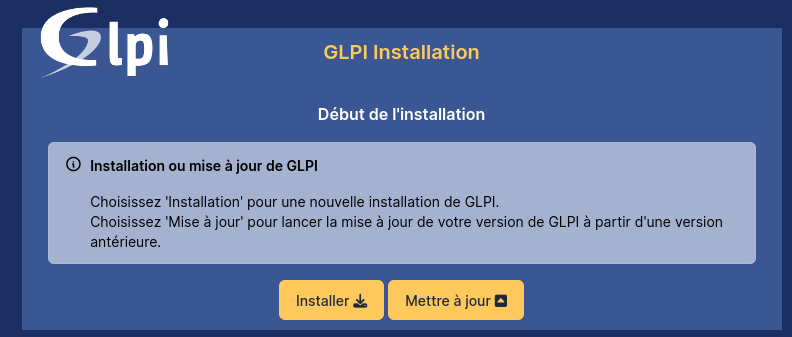 Glpi
GLPI Installation
Début de l'installation
Installation ou mise à jour de GLPI
Choisissez 'Installation' pour une nouvelle installation de GLPI.
Choisissez 'Mise à jour' pour lancer la mise à jour de votre version de GLPI à partir d'une version
antérieure.
Installer
Mettre à jour